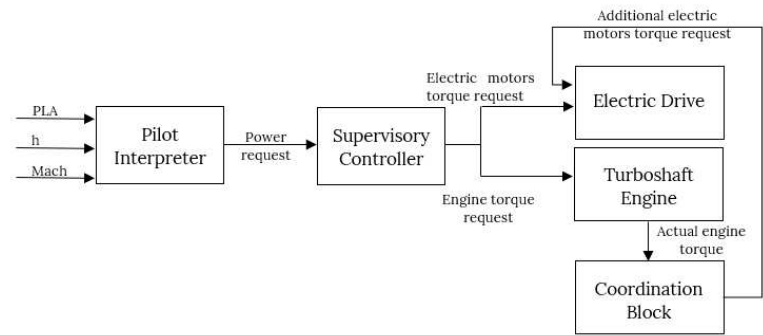 Additional electric
motors torque request
Electric motors
torque request
Electric Drive
PLA
h
Mach
Pilot
Interpreter
Power
request
Supervisory
Controller
Engine torque
request
Turboshaft
Engine
Actual engine
torque
Coordination
Block